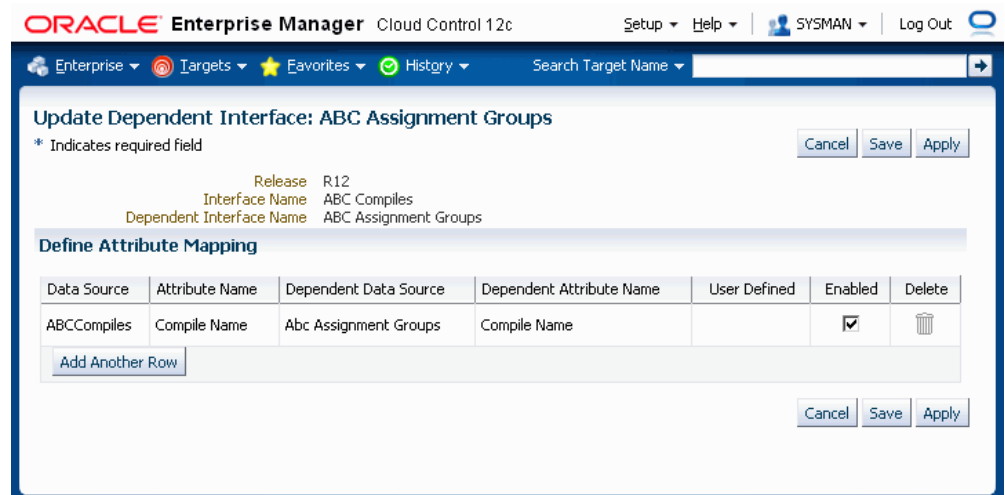 ORACLE Enterprise Manager Cloud Control 12c Setup Help SYSMAN Log Out
Enterprise Targets Favorites History Search Target Name
Update Dependent Interface: ABC Assignment Groups
* Indicates required field Cancel Save Apply
Release R12
Interface Name ABC Compiles
Dependent Interface Name ABC Assignment Groups
Define Attribute Mapping
Data Source Attribute Name Dependent Data Source Dependent Attribute Name User Defined Enabled Delete
ABCCompiles Compile Name Abc Assignment Groups Compile Name
Add Another Row
Cancel Save Apply